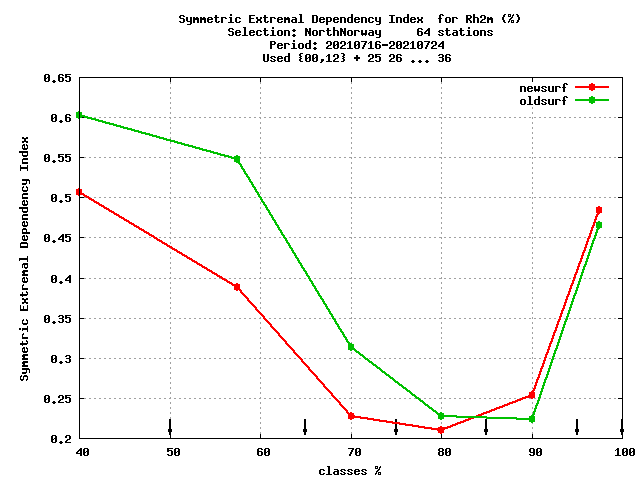 Symmetric Extremal Dependency Index  for Rh2m (%)
Selection: NorthNorway     64 stations
Period: 20210716-20210724
Used {00,12} + 25 26 ... 36
newsurf
oldsurf
Symmetric Extremal Dependency Index
0.65
0.6
0.55
0.5
0.45
0.4
0.35
0.3
0.25
0.2
40 50 60 70 80 90 100
classes %